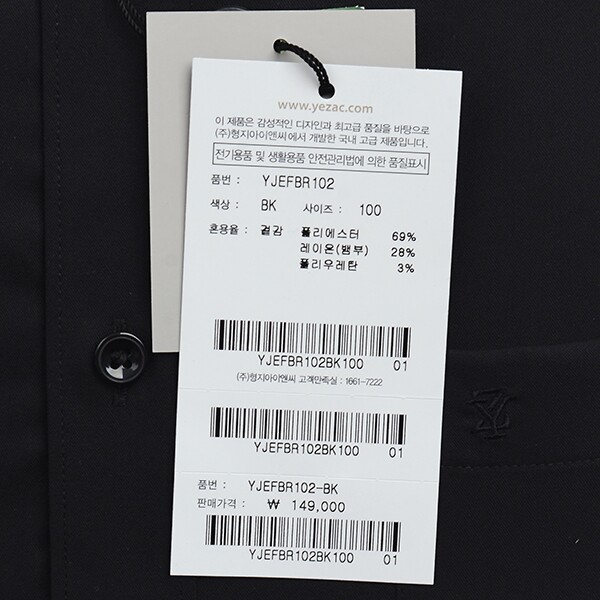 www.yezac.com
이 제품은 감성적인 디자인과 최고급 품질을 바탕으로
(주)형지아이앤씨에서 개발한 국내 고급 제품입니다.
전기용품 및 생활용품 안전관리법에 의한 품질표시
품번 : YJEFBR102
색상 : BK 사이즈 : 100
혼용율 : 겉감 폴리에스터 69%
레이온(뱀부) 28%
폴리우레탄 3%
YJEFBR102BK100 01
(주)형지아이앤씨 고객만족실 : 1661-7222
YJEFBR102BK100 01
품번 : YJEFBR102-BK
판매가격 : ₩ 149,000
YJEFBR102BK100 01